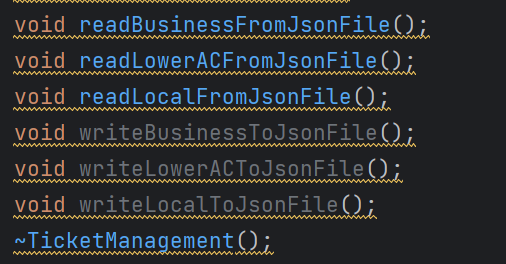 void readBusinessFromJsonFile();
void readLowerACFromJsonFile();
void readLocalFromJsonFile();
void writeBusinessToJsonFile();
void writeLowerACToJsonFile();
void writeLocalToJsonFile();
~TicketManagement();